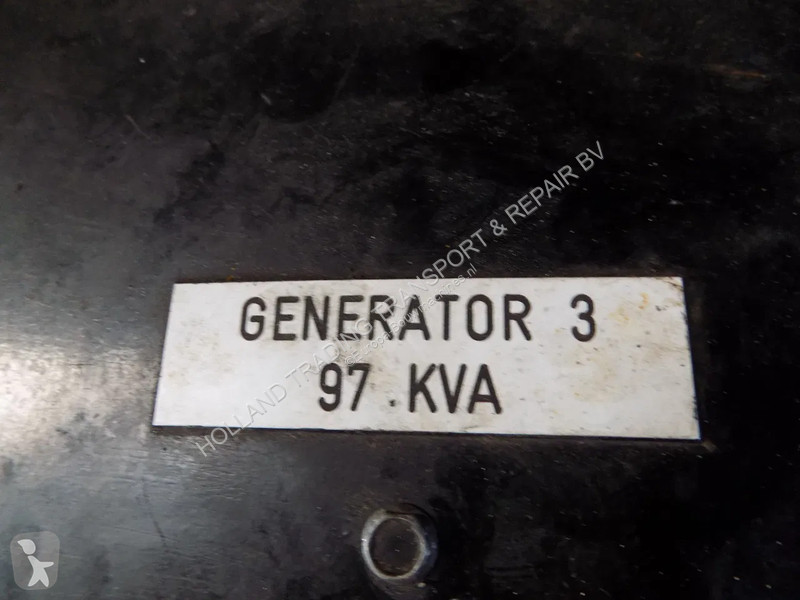 GENERATOR 3
97 KVA
HOLLAND TRADING TRANSPORT & REPAIR BV